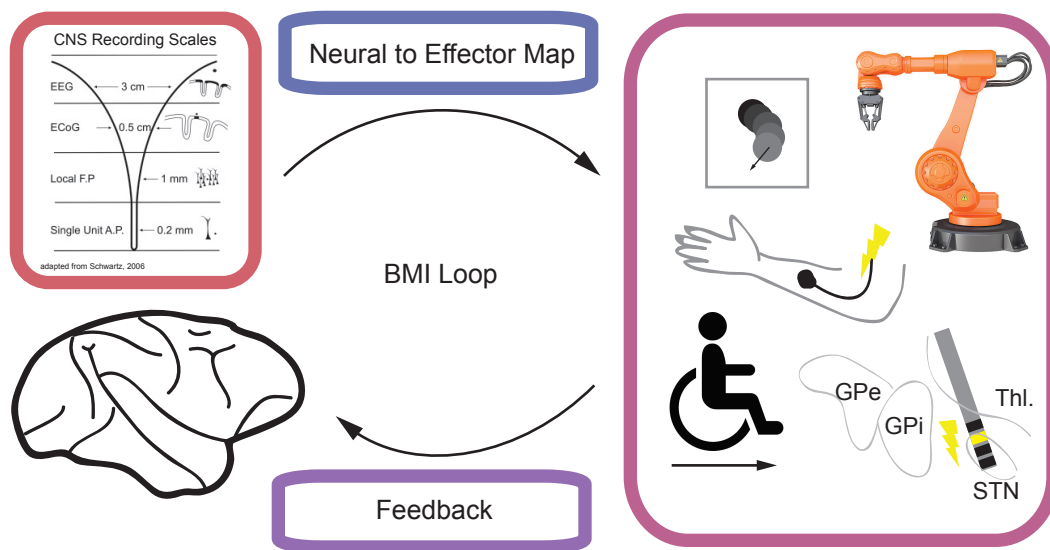 CNS Recording Scales
EEG
3 cm
ECoG
0.5 cm
Local F.P
1 mm
Single Unit A.P.
0.2 mm
adapted from Schwartz, 2006
Neural to Effector Map
BMI Loop
Feedback
GPe
GPi
Thl.
STN